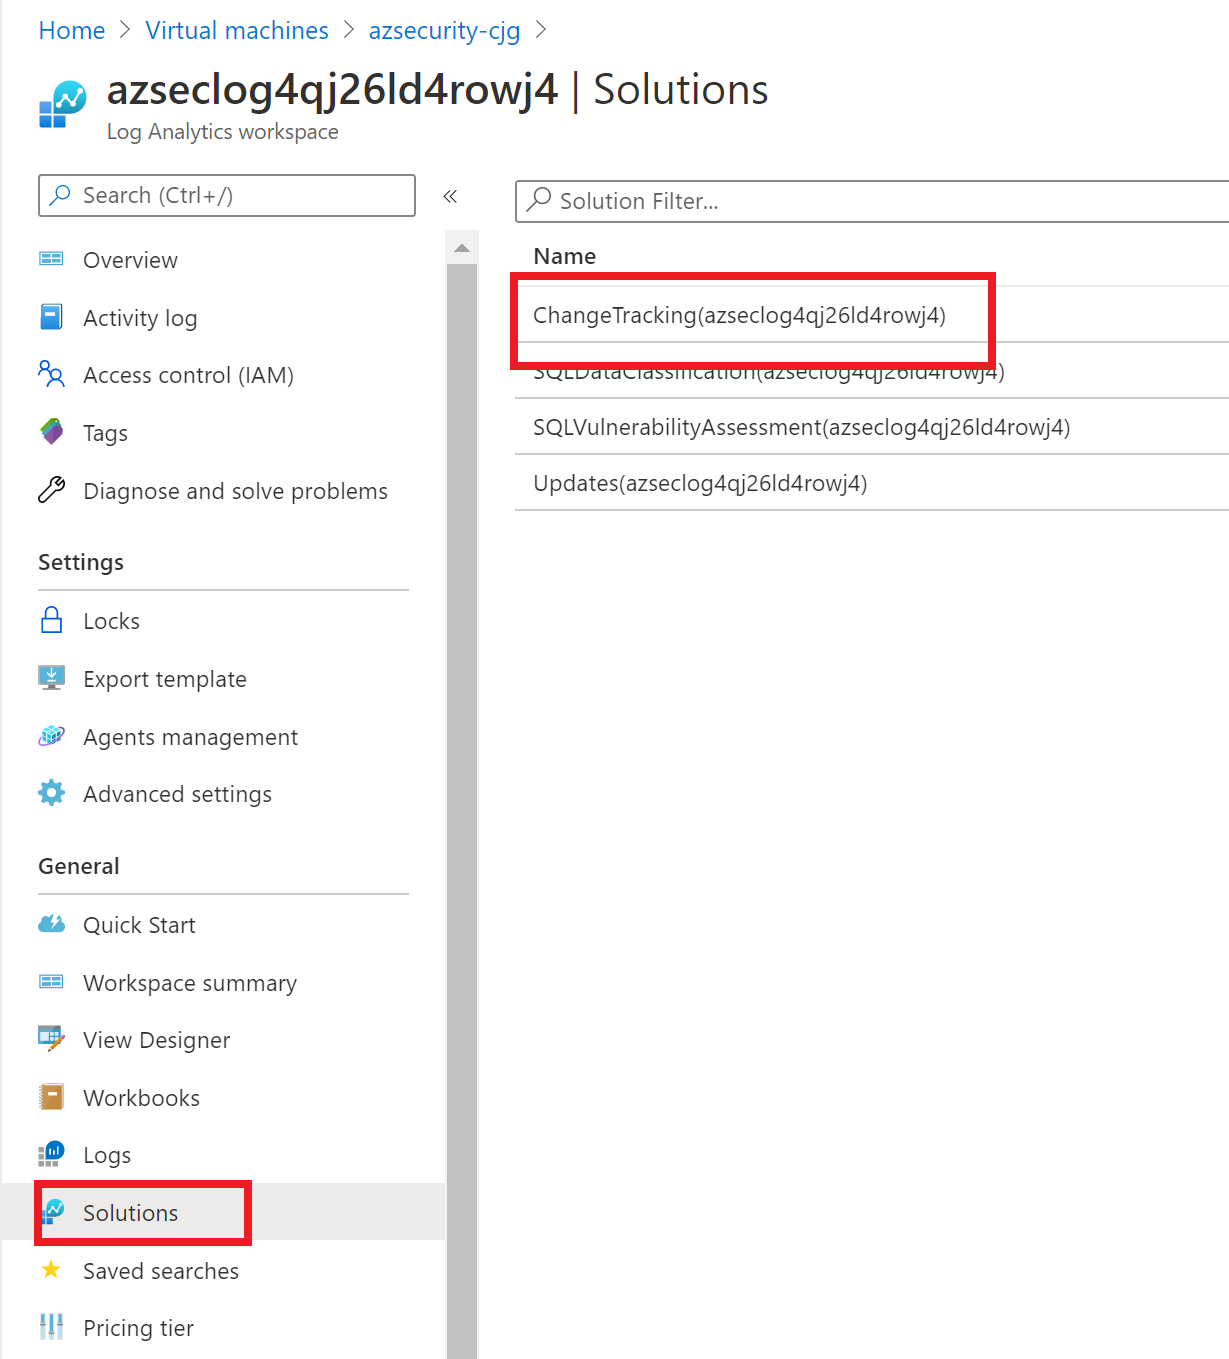 Home > Virtual machines > azsecurity-cjg >
azseclog4qj26ld4rowj4 | Solutions
Log Analytics workspace
Search (Ctrl+/)
«
Overview
Activity log
Access control (IAM)
Tags
Diagnose and solve problems
Settings
Locks
Export template
Agents management
Advanced settings
General
Quick Start
Workspace summary
View Designer
Workbooks
Logs
Solutions
Saved searches
Pricing tier
Solution Filter...
Name
ChangeTracking(azseclog4qj26ld4rowj4)
SQLDataClassification(azseclog4qj26ld4rowj4)
SQLVulnerabilityAssessment(azseclog4qj26ld4rowj4)
Updates(azseclog4qj26ld4rowj4)